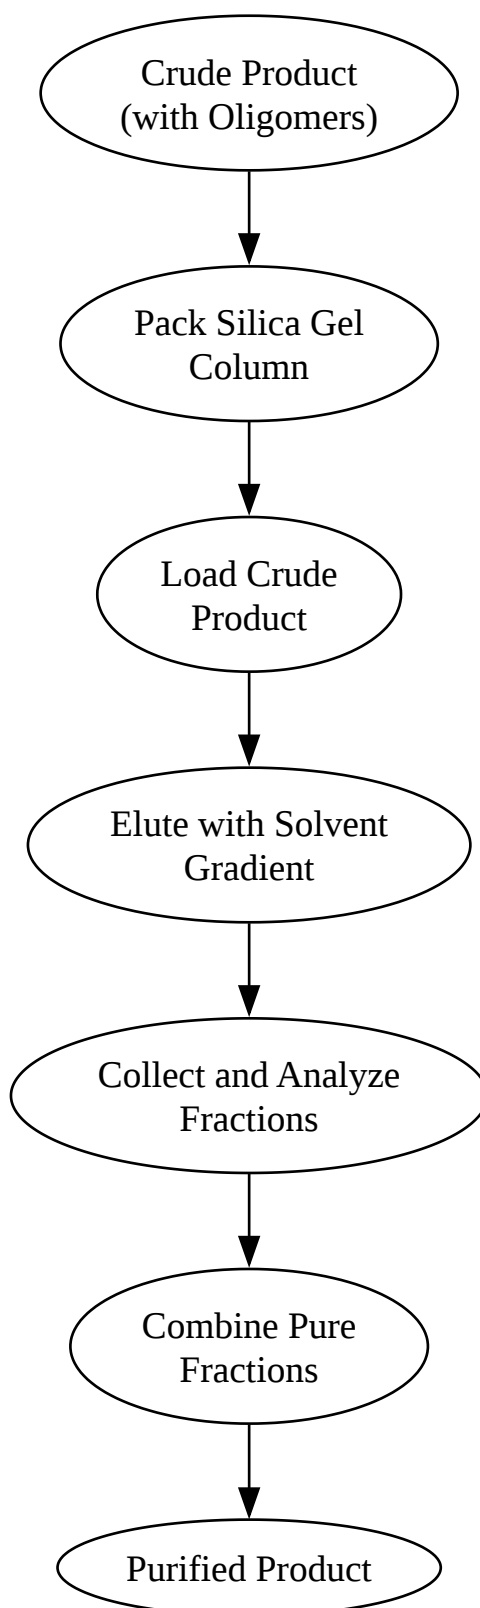 Crude Product
(with Oligomers)
Pack Silica Gel
Column
Load Crude
Product
Elute with Solvent
Gradient
Collect and Analyze
Fractions
Combine Pure
Fractions
Purified Product